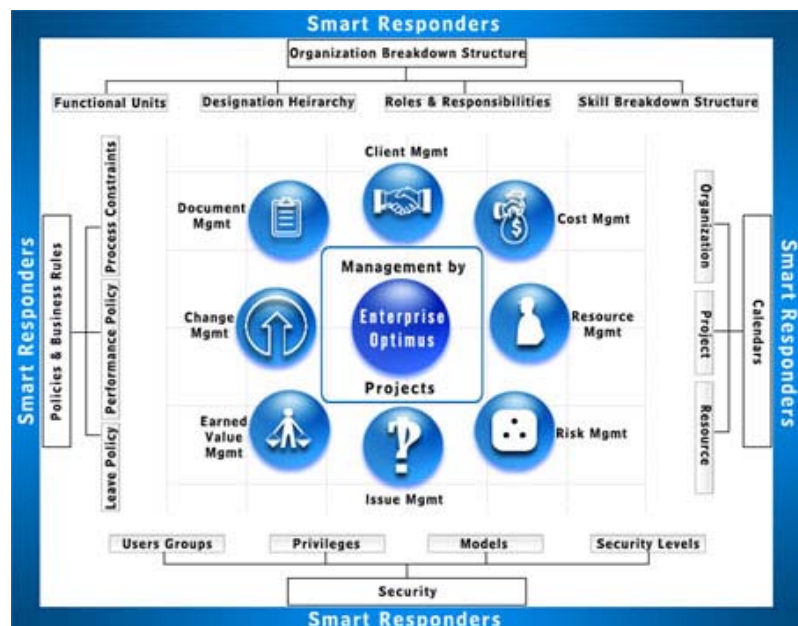 Smart Responders
Organization Breakdown Structure
Functional Units
Designation Heirarchy
Roles & Responsibilities
Skill Breakdown Structure
Smart Responders
Policies & Business Rules
Process Constraints
Performance Policy
Leave Policy
Client Mgmt
Document
Mgmt
Cost Mgmt
Change
Mgmt
Management by
Enterprise
Optimus
Projects
Resource
Mgmt
Earned
Value
Mgmt
Issue Mgmt
Risk Mgmt
Organization
Project
Resource
Calendars
Smart Responders
Users Groups
Privileges
Models
Security Levels
Security
Smart Responders